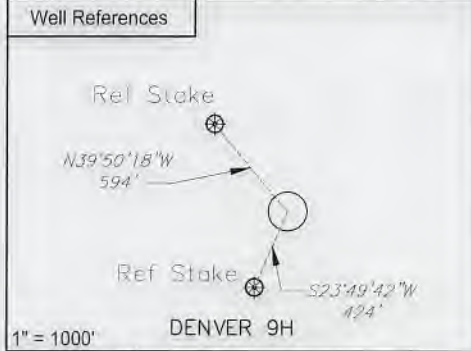 Well References
Ref Stake
N39°50'18"W
594'
Ref Stake
S23°49'42"W
424'
DENVER 9H
1" = 1000'